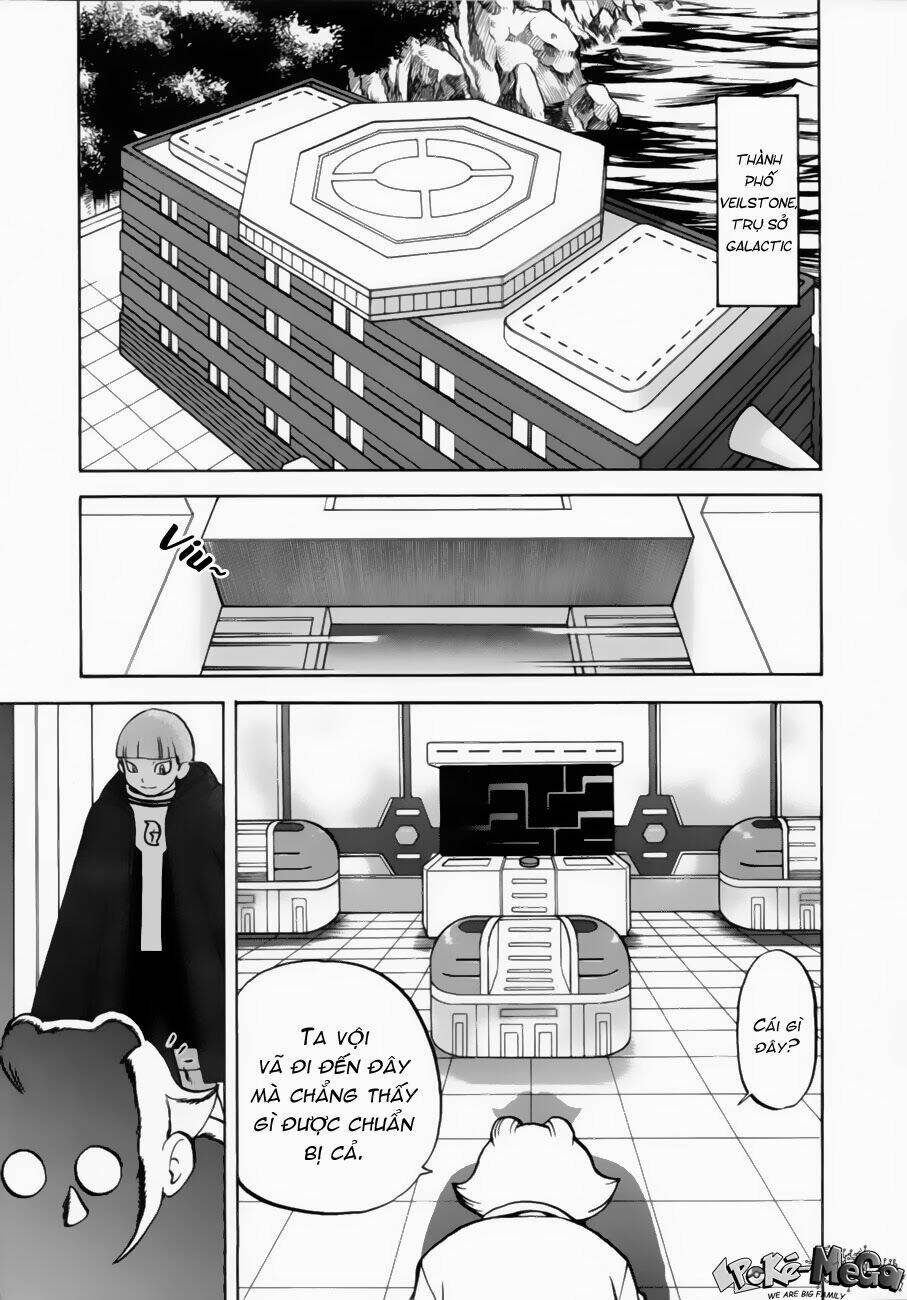 THÀNH
PHỐ
VEILSTONE,
TRỤ SỞ
GALACTIC
Viu~
CÁI GÌ
ĐÂY?
TA VỘI
VÃ ĐI ĐẾN ĐÂY
MÀ CHẲNG THẤY
GÌ ĐƯỢC CHUẨN
BỊ CẢ.
POKÉ-MEGA
WE ARE BIG FAMILY